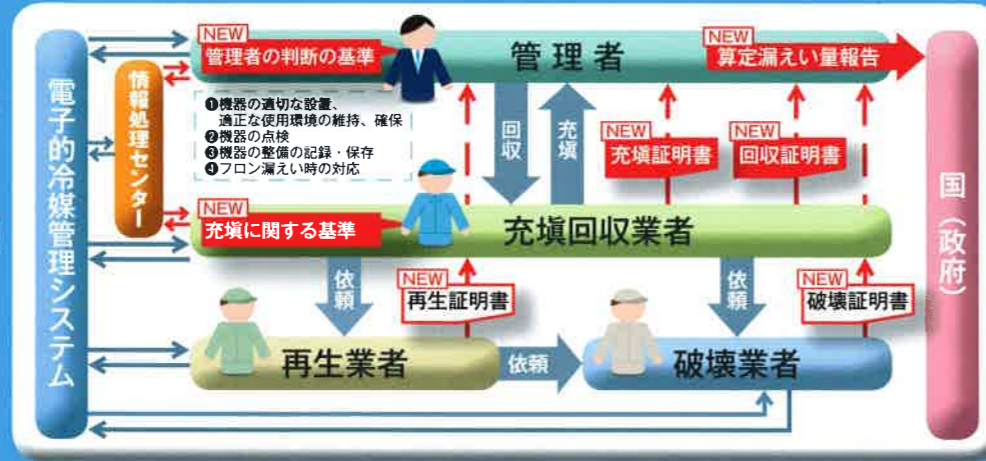 電子的冷媒管理システム
情報処理センター
NEW
管理者の判断の基準
管理者
NEW
算定漏えい量報告
国（政府）
❶機器の適切な設置、
適正な使用環境の維持、確保
❷機器の点検
❸機器の整備の記録・保存
❹フロン漏えい時の対応
回収
充塡
NEW
充塡証明書
NEW
回収証明書
NEW
充塡に関する基準
充塡回収業者
依頼
NEW
再生証明書
依頼
NEW
破壊証明書
再生業者
依頼
破壊業者